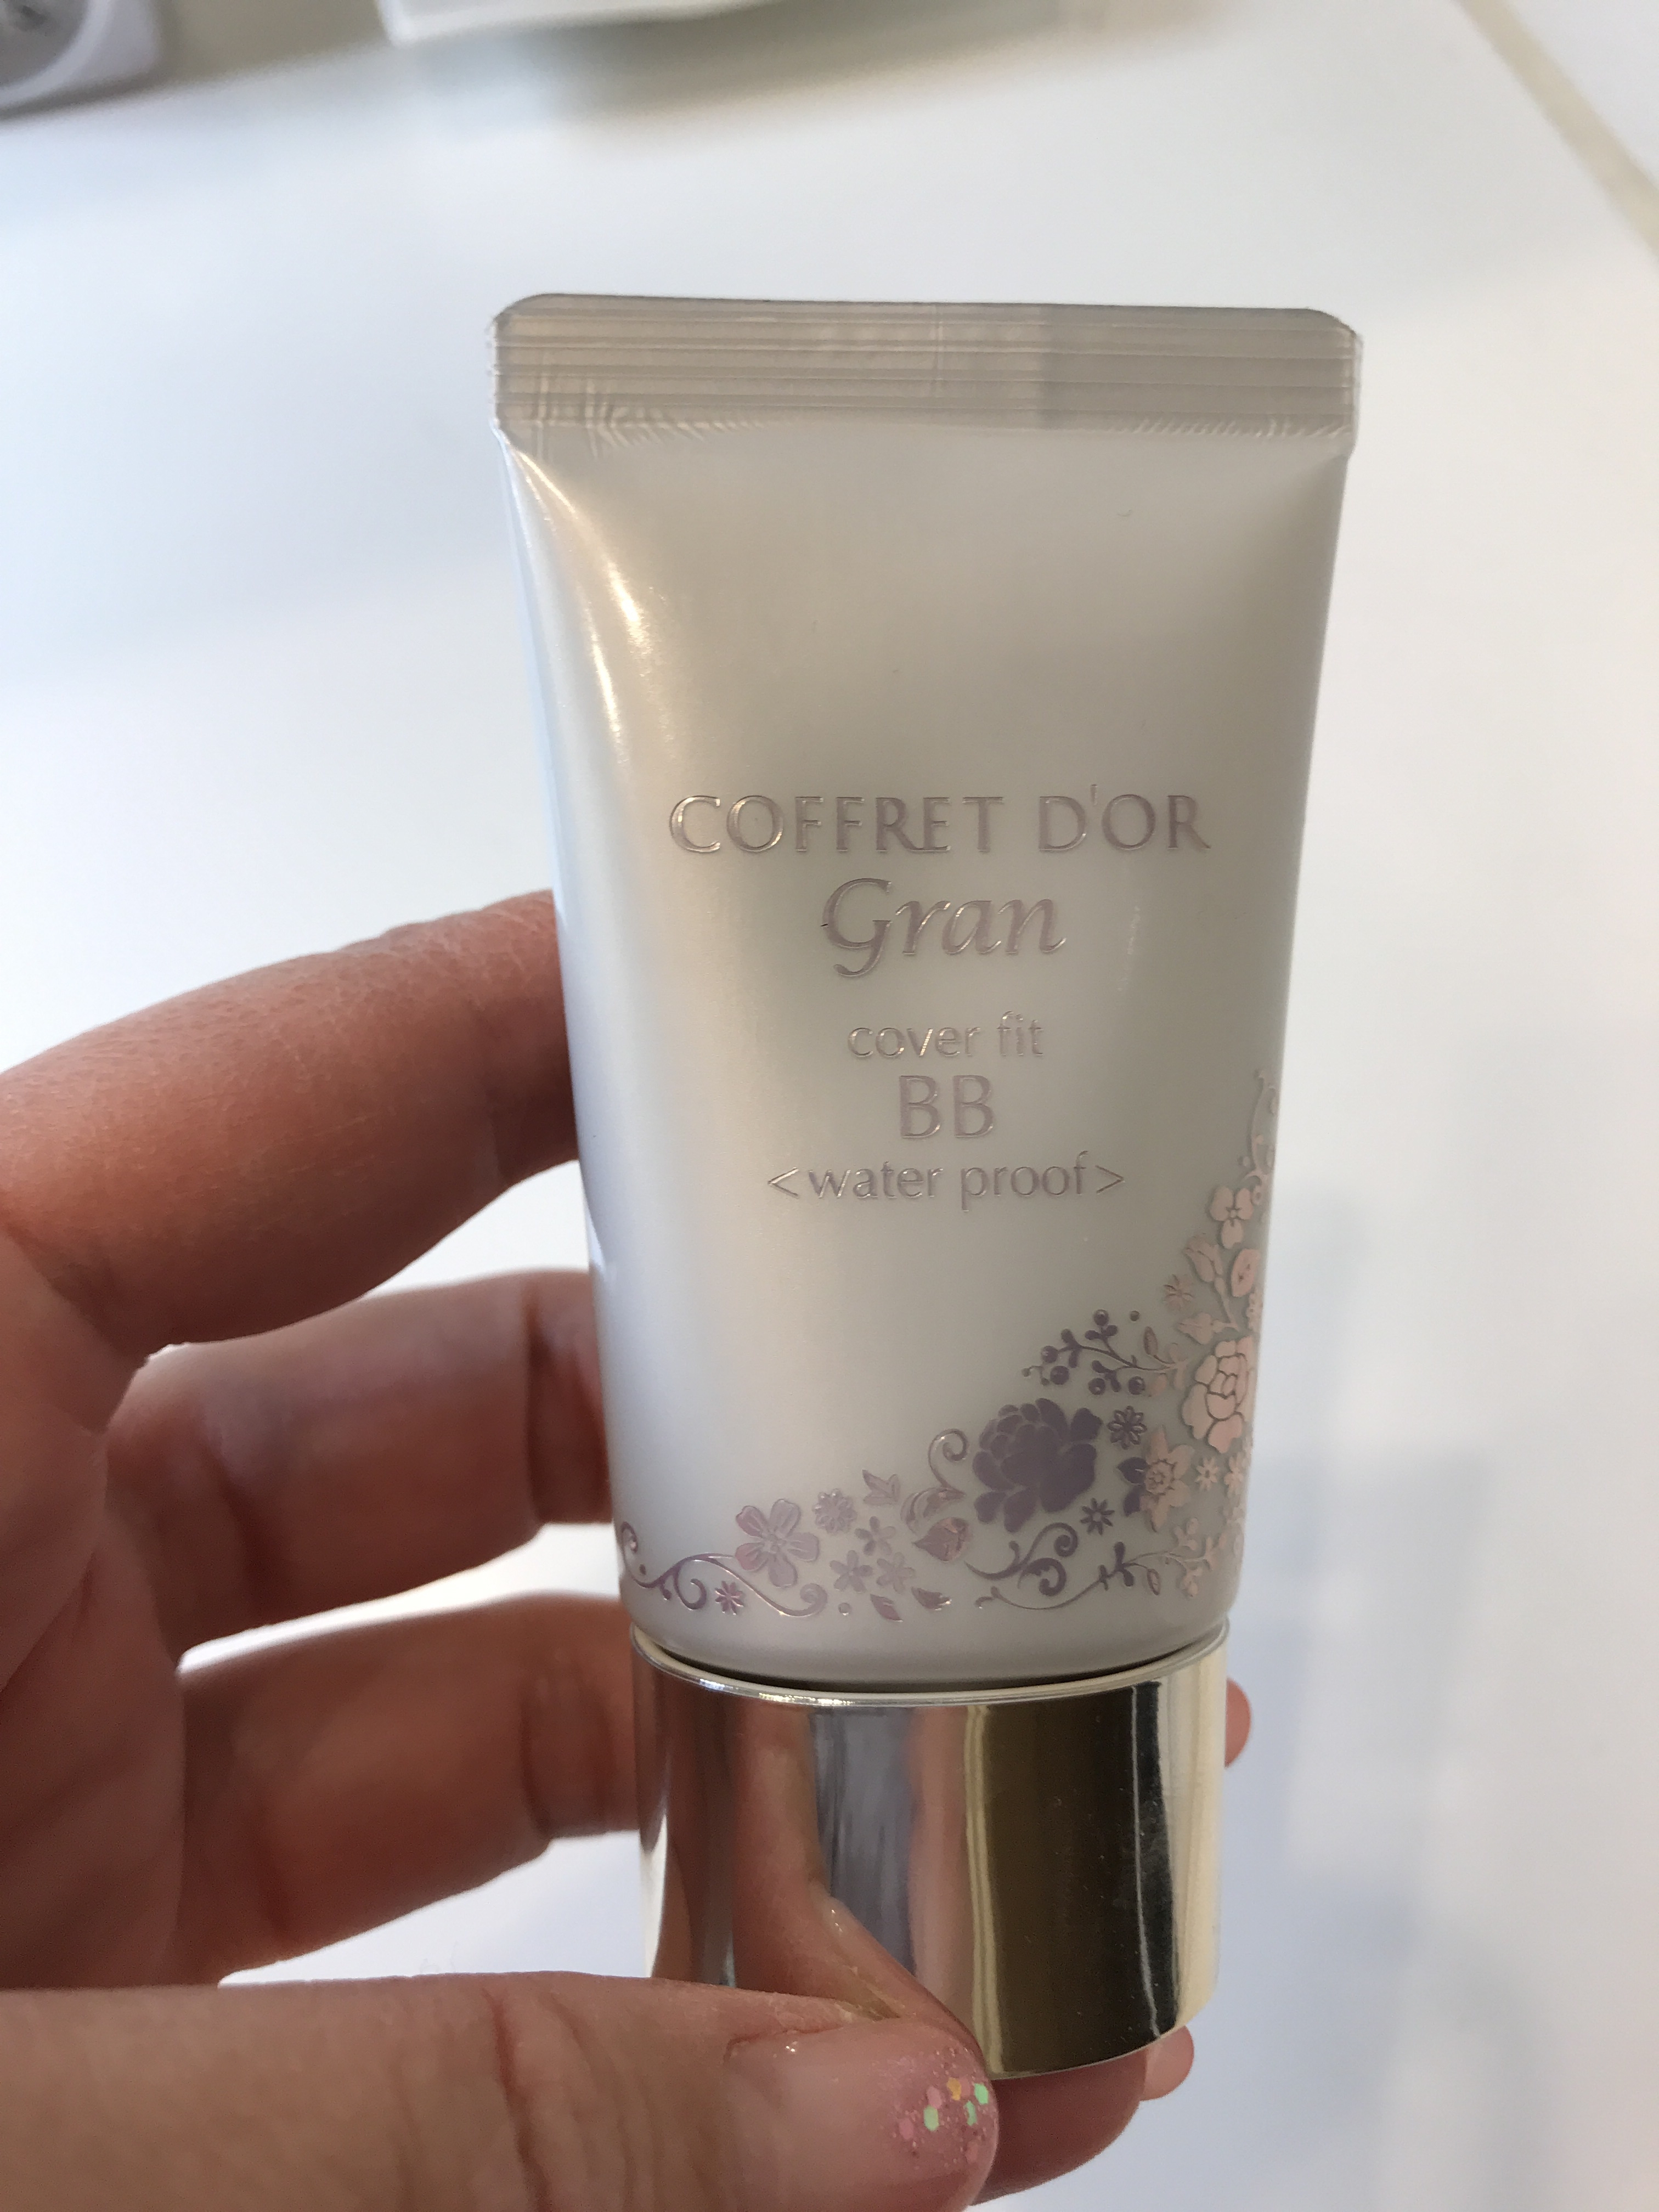 COFFRET D'OR
Gran
cover fit
BB
<water proof>